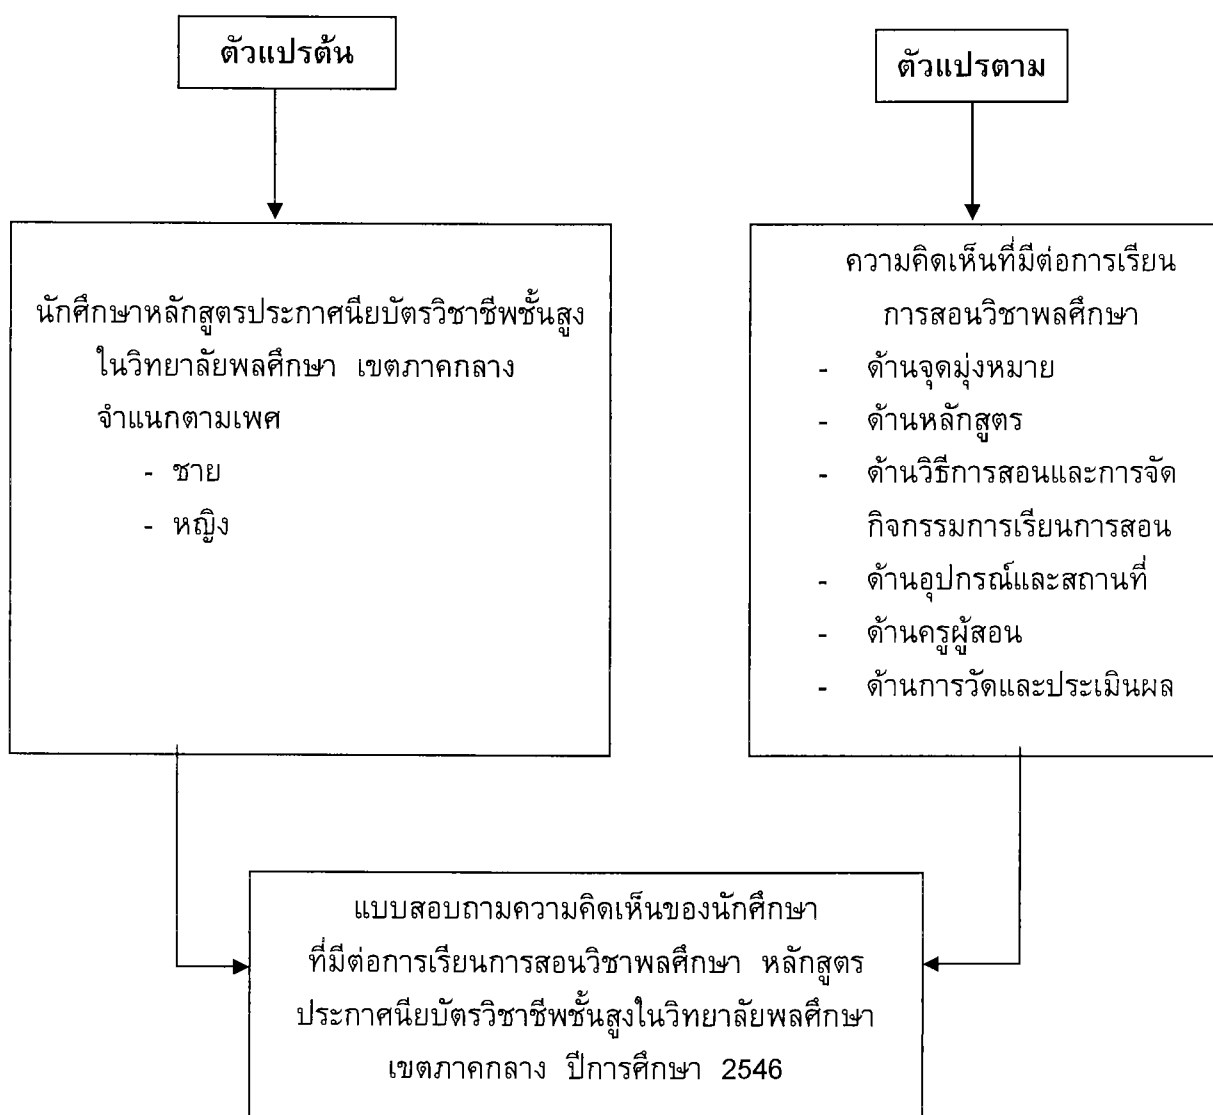 ตัวแปรต้น
ตัวแปรตาม
นักศึกษาหลักสูตรประกาศนียบัตรวิชาชีพชั้นสูง
ในวิทยาลัยพลศึกษา เขตภาคกลาง
จำแนกตามเพศ
- ชาย
- หญิง
ความคิดเห็นที่มีต่อการเรียน
การสอนวิชาพลศึกษา
- ด้านจุดมุ่งหมาย
- ด้านหลักสูตร
- ด้านวิธีการสอนและการจัด
กิจกรรมการเรียนการสอน
- ด้านอุปกรณ์และสถานที่
- ด้านครูผู้สอน
- ด้านการวัดและประเมินผล
แบบสอบถามความคิดเห็นของนักศึกษา
ที่มีต่อการเรียนการสอนวิชาพลศึกษา หลักสูตร
ประกาศนียบัตรวิชาชีพชั้นสูงในวิทยาลัยพลศึกษา
เขตภาคกลาง ปีการศึกษา 2546